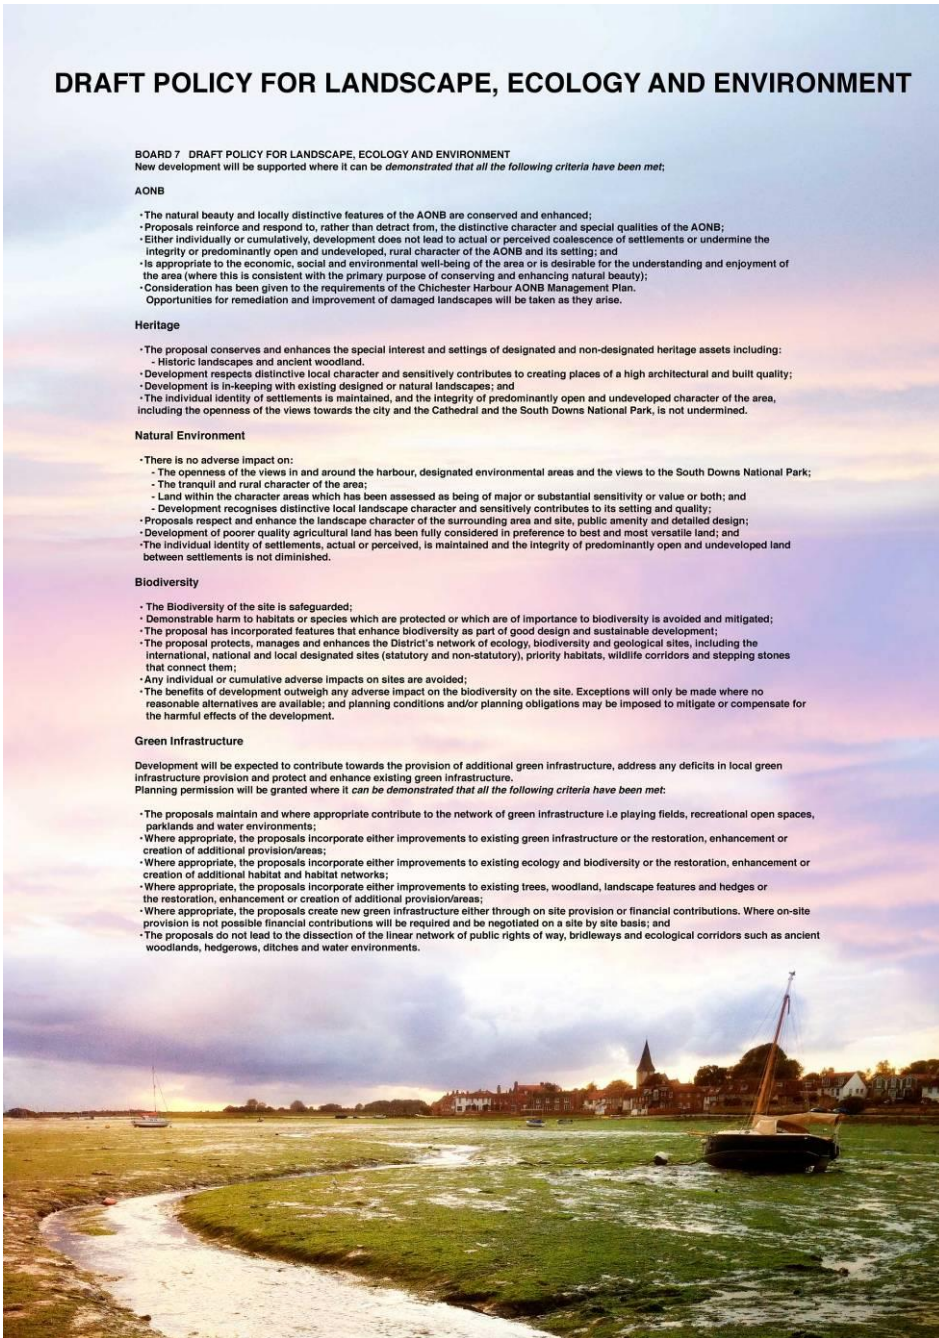 DRAFT POLICY FOR LANDSCAPE, ECOLOGY AND ENVIRONMENT
BOARD 7 DRAFT POLICY FOR LANDSCAPE, ECOLOGY AND ENVIRONMENT
New development will be supported where it can be demonstrated that all the following criteria have been met;
AONB
• The natural beauty and locally distinctive features of the AONB are conserved and enhanced;
• Proposals reinforce and respond to, rather than detract from, the distinctive character and special qualities of the AONB;
• Either individually or cumulatively, development does not lead to actual or perceived coalescence of settlements or undermine the
integrity or predominantly open and undeveloped, rural character of the AONB and its setting; and
• Is appropriate to the economic, social and environmental well-being of the area or is desirable for the understanding and enjoyment of
the area (where this is consistent with the primary purpose of conserving and enhancing natural beauty);
• Consideration has been given to the requirements of the Chichester Harbour AONB Management Plan.
Opportunities for remediation and improvement of damaged landscapes will be taken as they arise.
Heritage
• The proposal conserves and enhances the special interest and settings of designated and non-designated heritage assets including:
- Historic landscapes and ancient woodland.
• Development respects distinctive local character and sensitively contributes to creating places of a high architectural and built quality;
• Development is in-keeping with existing designed or natural landscapes; and
• The individual identity of settlements is maintained, and the integrity of predominantly open and undeveloped character of the area,
including the openness of the views towards the city and the Cathedral and the South Downs National Park, is not undermined.
Natural Environment
• There is no adverse impact on:
- The openness of the views in and around the harbour, designated environmental areas and the views to the South Downs National Park;
- The tranquil and rural character of the area;
- Land within the character areas which has been assessed as being of major or substantial sensitivity or value or both; and
- Development recognises distinctive local landscape character and sensitively contributes to its setting and quality;
• Proposals respect and enhance the landscape character of the surrounding area and site, public amenity and detailed design;
• Development of poorer quality agricultural land has been fully considered in preference to best and most versatile land; and
• The individual identity of settlements, actual or perceived, is maintained and the integrity of predominantly open and undeveloped land
between settlements is not diminished.
Biodiversity
• The Biodiversity of the site is safeguarded;
• Demonstrable harm to habitats or species which are protected or which are of importance to biodiversity is avoided and mitigated;
• The proposal has incorporated features that enhance biodiversity as part of good design and sustainable development;
• The proposal protects, manages and enhances the District's network of ecology, biodiversity and geological sites, including the
international, national and local designated sites (statutory and non-statutory), priority habitats, wildlife corridors and stepping stones
that connect them;
• Any individual or cumulative adverse impacts on sites are avoided;
• The benefits of development outweigh any adverse impact on the biodiversity on the site. Exceptions will only be made where no
reasonable alternatives are available; and planning conditions and/or planning obligations may be imposed to mitigate or compensate for
the harmful effects of the development.
Green Infrastructure
Development will be expected to contribute towards the provision of additional green infrastructure, address any deficits in local green
infrastructure provision and protect and enhance existing green infrastructure.
Planning permission will be granted where it can be demonstrated that all the following criteria have been met:
• The proposals maintain and where appropriate contribute to the network of green infrastructure i.e playing fields, recreational open spaces,
parklands and water environments;
• Where appropriate, the proposals incorporate either improvements to existing green infrastructure or the restoration, enhancement or
creation of additional provision/areas;
• Where appropriate, the proposals incorporate either improvements to existing ecology and biodiversity or the restoration, enhancement or
creation of additional habitat and habitat networks;
• Where appropriate, the proposals incorporate either improvements to existing trees, woodland, landscape features and hedges or
the restoration, enhancement or creation of additional provision/areas;
• Where appropriate, the proposals create new green infrastructure either through on site provision or financial contributions. Where on-site
provision is not possible financial contributions will be required and be negotiated on a site by site basis; and
• The proposals do not lead to the dissection of the linear network of public rights of way, bridleways and ecological corridors such as ancient
woodlands, hedgerows, ditches and water environments.